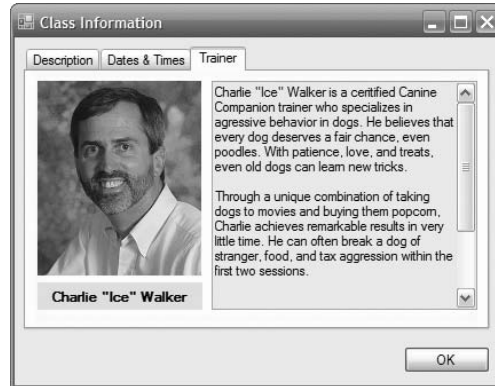 Class Information
Description Dates & Times Trainer
Charlie "Ice" Walker is a ceritified Canine
Companion trainer who specializes in
agressive behavior in dogs. He believes that
every dog deserves a fair chance, even
poodles. With patience, love, and treats,
even old dogs can learn new tricks.
Through a unique combination of taking
dogs to movies and buying them popcorn,
Charlie achieves remarkable results in very
little time. He can often break a dog of
stranger, food, and tax aggression within the
first two sessions.
Charlie "Ice" Walker
OK